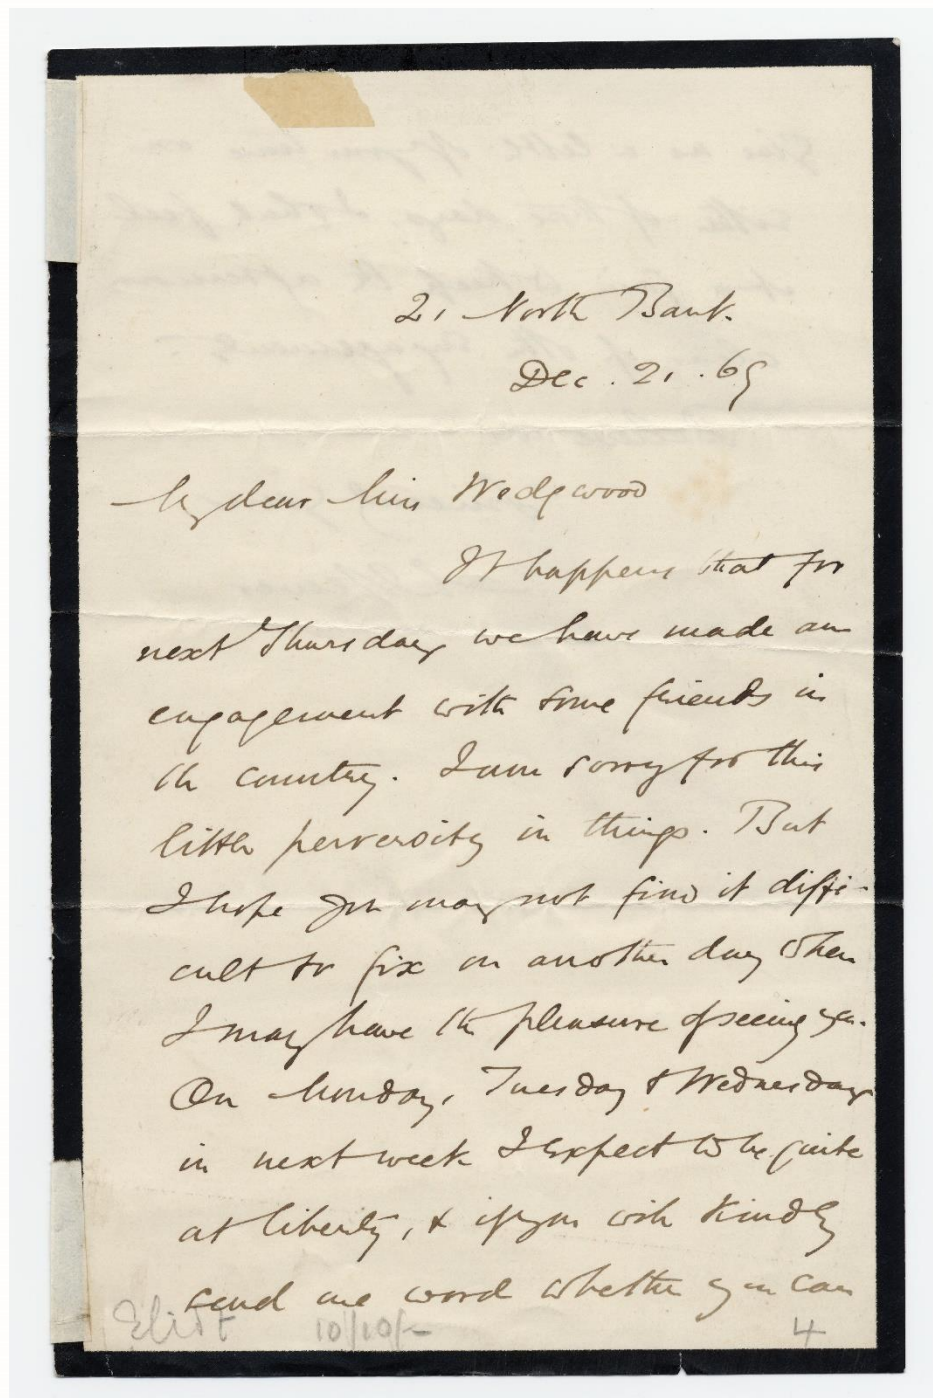 21 North Bank.
Dec. 21. 69
My dear Miss Wedgwood
It happens that for
next Thursday we have made an
engagement with some friends in
the country. I am sorry for this
little perversity in things. But
I hope you may not find it diffi-
cult to fix on another day when
I may have the pleasure of seeing you.
On Monday, Tuesday & Wednesday
in next week I expect to be quite
at liberty, & if you will kindly
send me word whether you can
Eliot 10/10/- 4